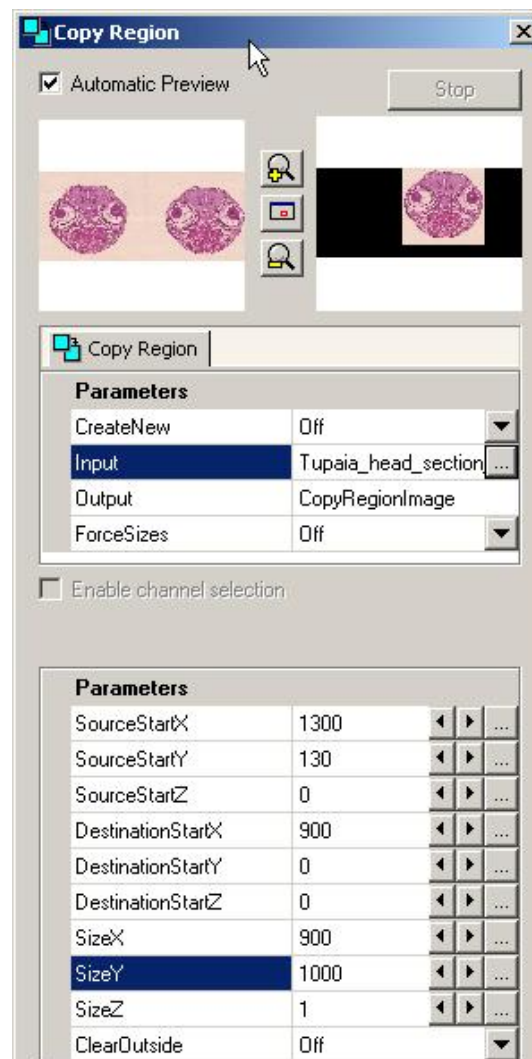 Copy Region
Automatic Preview Stop
Copy Region
Parameters
CreateNew Off
Input Tupaia_head_section ...
Output CopyRegionImage
ForceSizes Off
Enable channel selection
Parameters
SourceStartX 1300 ...
SourceStartY 130 ...
SourceStartZ 0 ...
DestinationStartX 900 ...
DestinationStartY 0 ...
DestinationStartZ 0 ...
SizeX 900 ...
SizeY 1000 ...
SizeZ 1 ...
ClearOutside Off